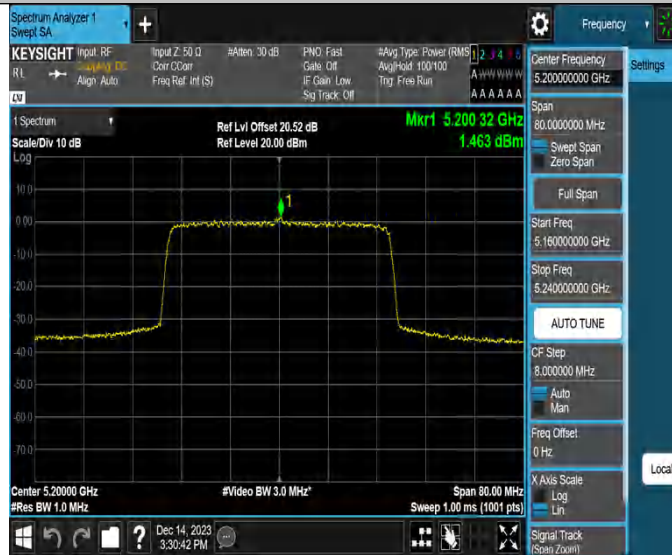 Spectrum Analyzer 1
Swept SA
+
Frequency
KEYSIGHT
Input: RF
Coupling: DC
Align: Auto
Input Z: 50 Ω
Corr CCorr
Freq Ref: Int (S)
#Atten: 30 dB
PNO: Fast
Gate: Off
IF Gain: Low
Sig Track: Off
#Avg Type: Power (RMS
Avg|Hold: 100/100
Trig: Free Run
1 2 3 4 5 6
A W W W W W
A A A A A A
RL
LXI
Settings
1 Spectrum
Scale/Div 10 dB
Log
Ref Lvl Offset 20.52 dB
Ref Level 20.00 dBm
Mkr1 5.200 32 GHz
1.463 dBm
1
10.0
0.00
-10.0
-20.0
-30.0
-40.0
-50.0
-60.0
-70.0
Center 5.20000 GHz
#Res BW 1.0 MHz
#Video BW 3.0 MHz*
Span 80.00 MHz
Sweep 1.00 ms (1001 pts)
Center Frequency
5.200000000 GHz
Span
80.0000000 MHz
Swept Span
Zero Span
Full Span
Start Freq
5.160000000 GHz
Stop Freq
5.240000000 GHz
AUTO TUNE
CF Step
8.000000 MHz
Auto
Man
Freq Offset
0 Hz
X Axis Scale
Log
Lin
Signal Track
(Span Zoom)
Local
?
Dec 14, 2023
3:30:42 PM